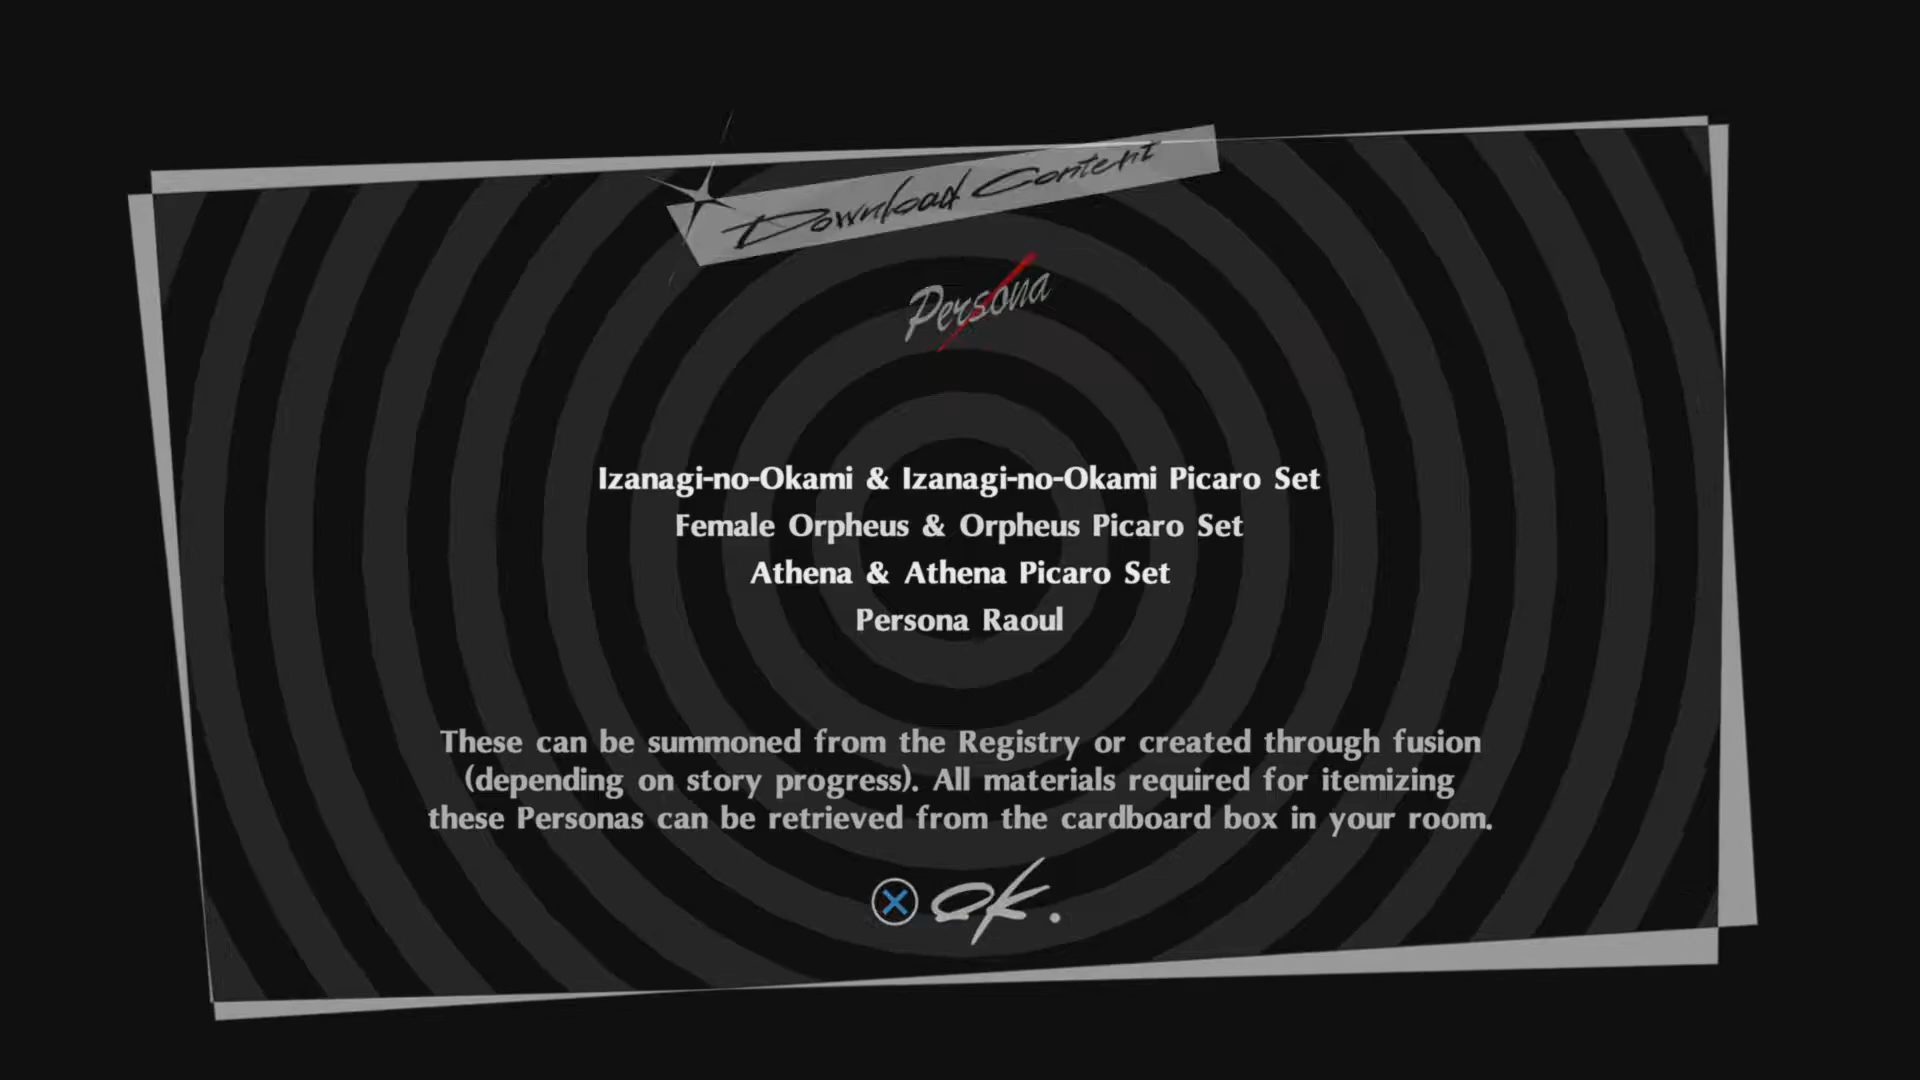 Download Content
Persona
Izanagi-no-Okami & Izanagi-no-Okami Picaro Set
Female Orpheus & Orpheus Picaro Set
Athena & Athena Picaro Set
Persona Raoul
These can be summoned from the Registry or created through fusion
(depending on story progress). All materials required for itemizing
these Personas can be retrieved from the cardboard box in your room.
ok.